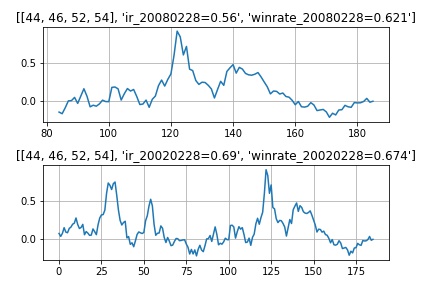 [[44, 46, 52, 54], 'ir_20080228=0.56', 'winrate_20080228=0.621']
0.5
0.0
80 100 120 140 160 180
[[44, 46, 52, 54], 'ir_20020228=0.69', 'winrate_20020228=0.674']
0.5
0.0
0 25 50 75 100 125 150 175